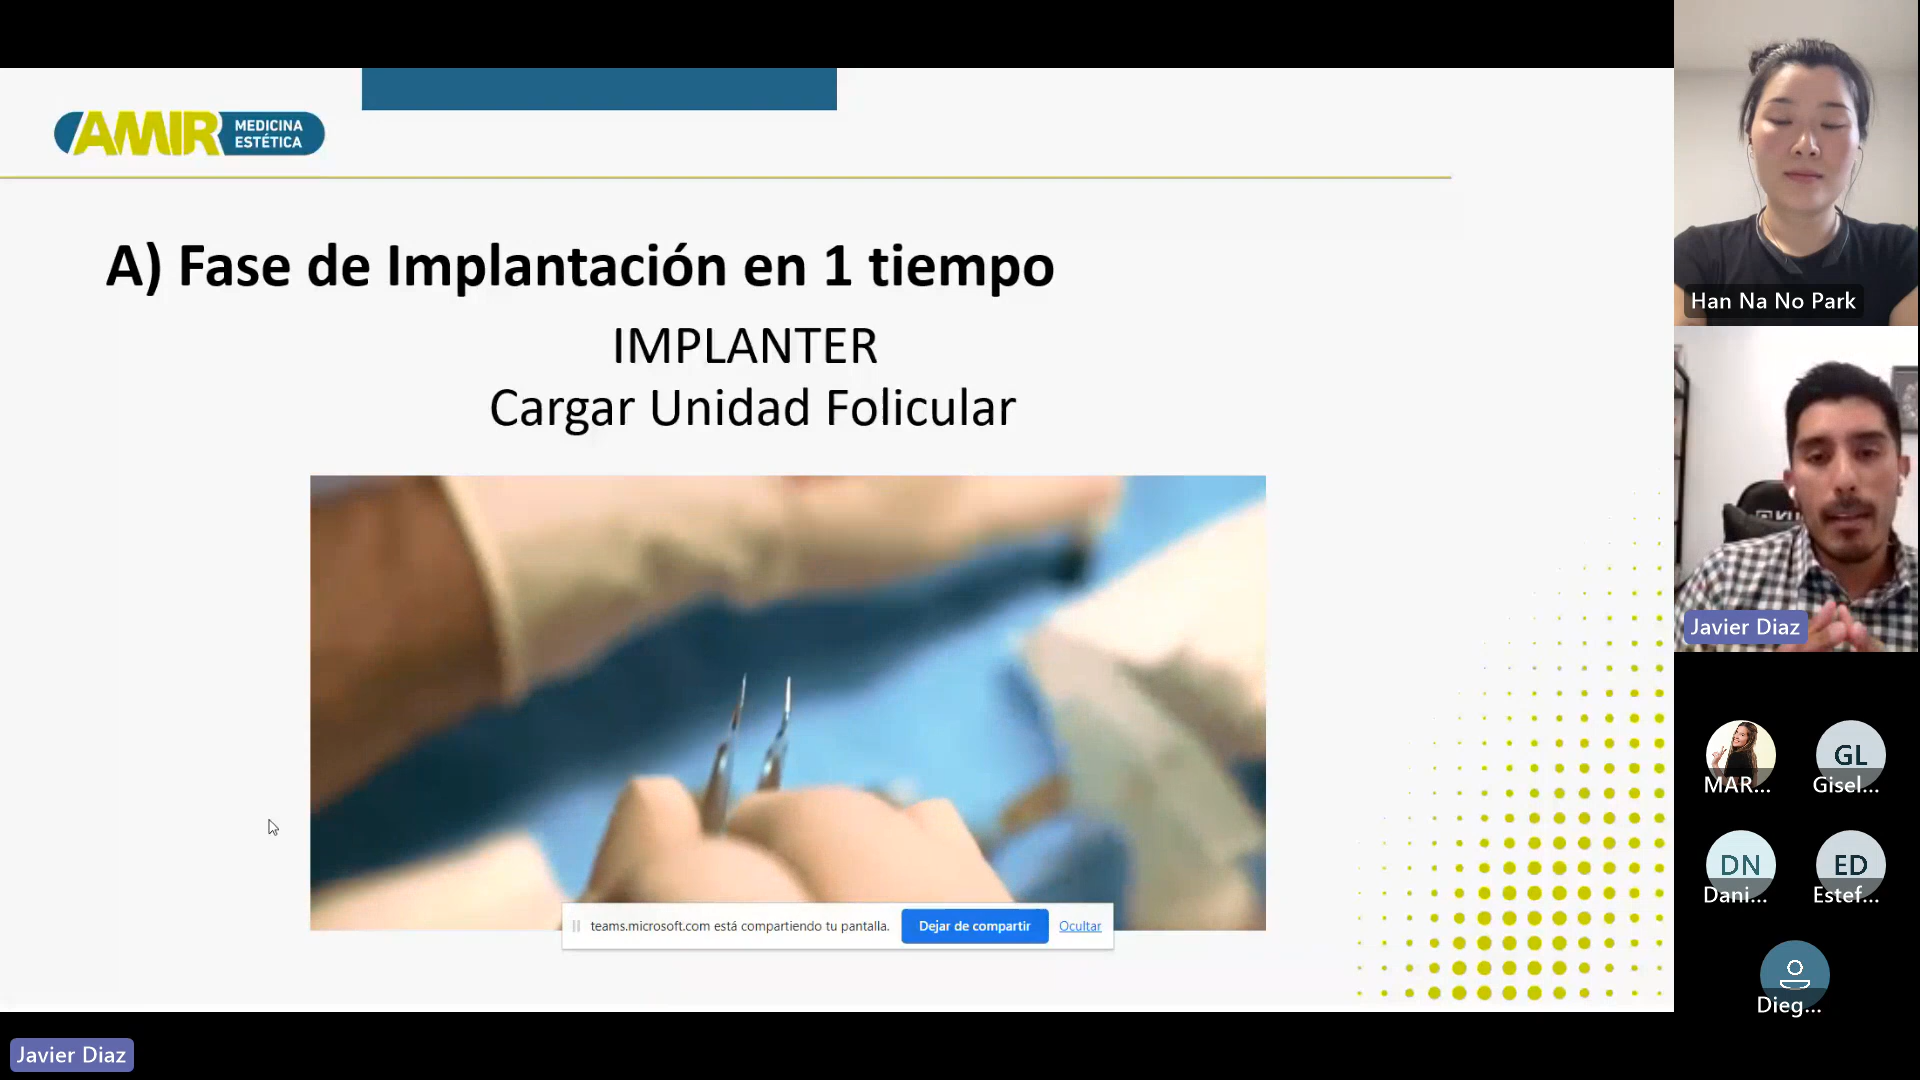 AMIR MEDICINA
ESTÉTICA
A) Fase de Implantación en 1 tiempo
IMPLANTER
Cargar Unidad Folicular
teams.microsoft.com está compartiendo tu pantalla. Dejar de compartir Ocultar
Han Na No Park
Javier Diaz
MAR...
GL
Gisel...
DN
Dani...
ED
Estef...
Dieg...
Javier Diaz